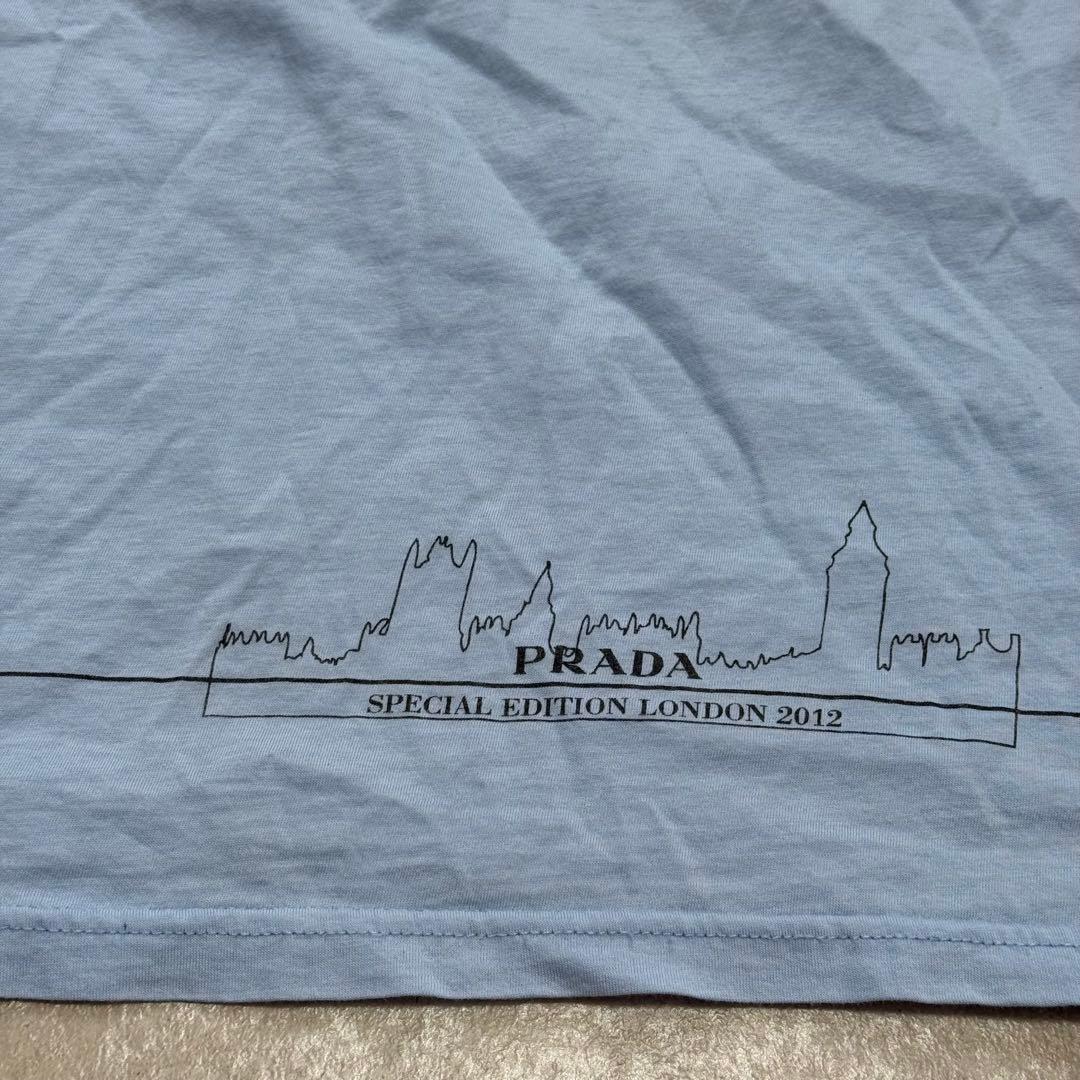 PRADA
SPECIAL EDITION LONDON 2012